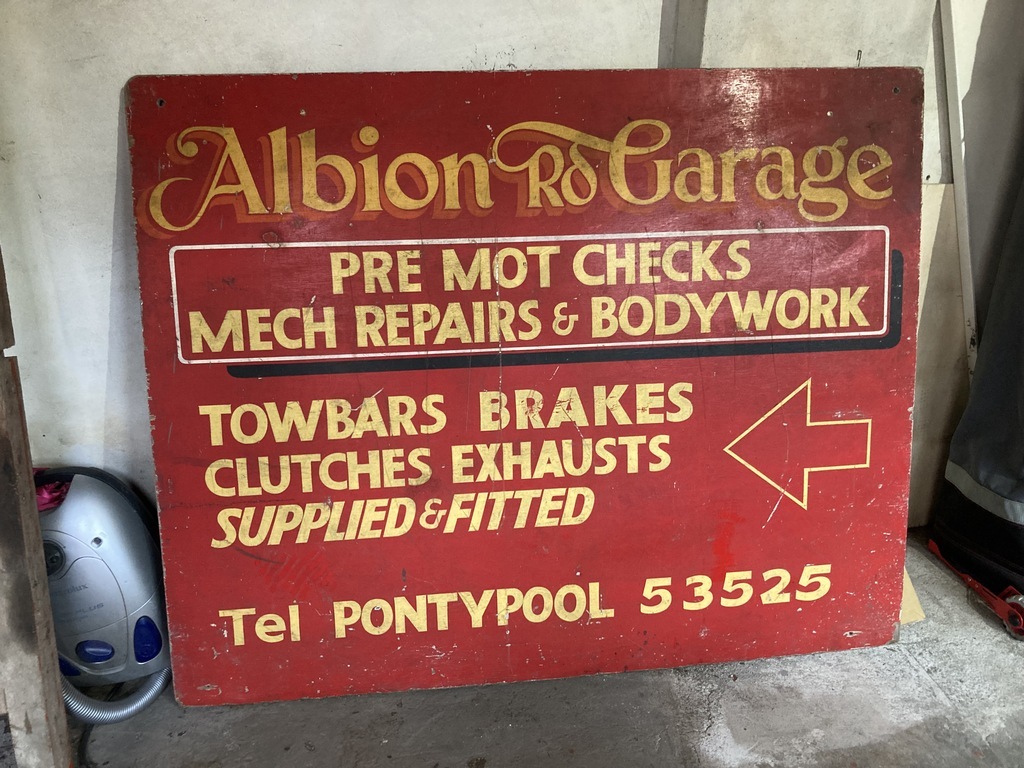 Albion Rd Garage
PRE MOT CHECKS
MECH REPAIRS & BODYWORK
TOWBARS BRAKES
CLUTCHES EXHAUSTS
SUPPLIED & FITTED
Tel PONTYPOOL 53525